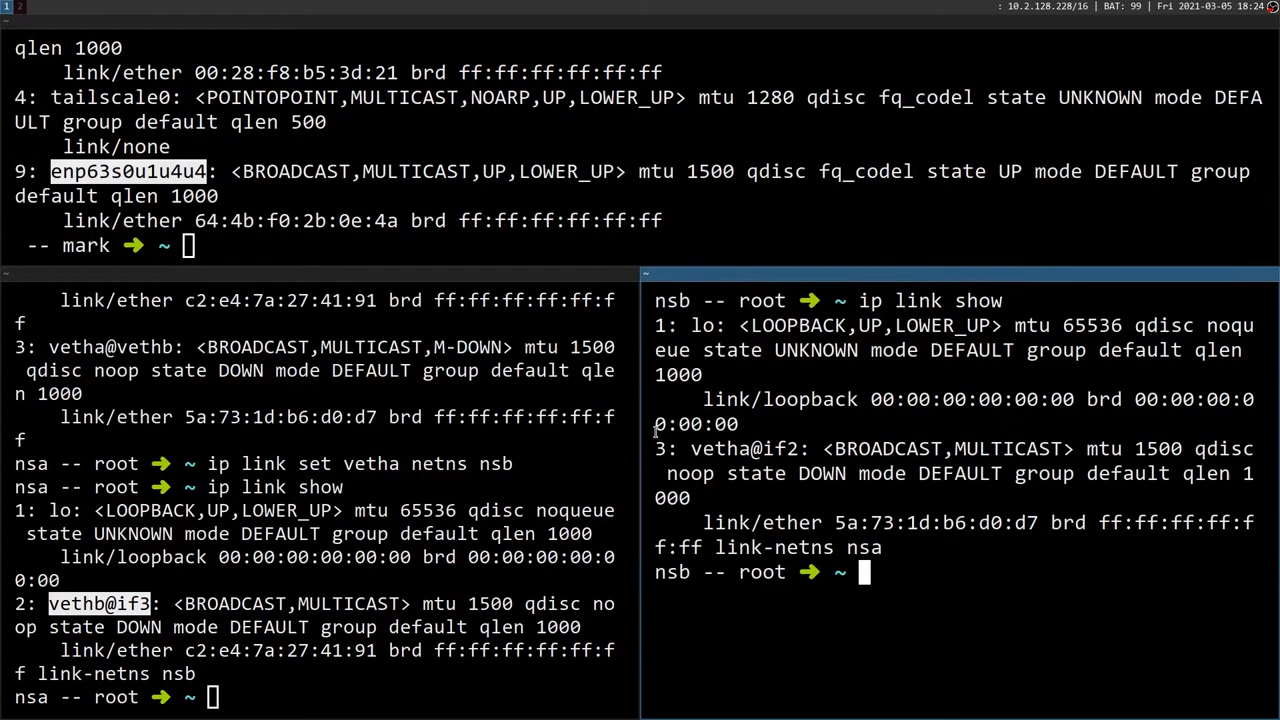 1 2 : 10.2.128.228/16 | BAT: 99 | Fri 2021-03-05 18:24
~
qlen 1000
    link/ether 00:28:f8:b5:3d:21 brd ff:ff:ff:ff:ff:ff
4: tailscale0: <POINTOPOINT,MULTICAST,NOARP,UP,LOWER_UP> mtu 1280 qdisc fq_codel state UNKNOWN mode DEFA
ULT group default qlen 500
    link/none
9: enp63s0u1u4u4: <BROADCAST,MULTICAST,UP,LOWER_UP> mtu 1500 qdisc fq_codel state UP mode DEFAULT group
default qlen 1000
    link/ether 64:4b:f0:2b:0e:4a brd ff:ff:ff:ff:ff:ff
 -- mark ➜ ~
~
    link/ether c2:e4:7a:27:41:91 brd ff:ff:ff:ff:ff:f
f
3: vetha@vethb: <BROADCAST,MULTICAST,M-DOWN> mtu 1500
 qdisc noop state DOWN mode DEFAULT group default qle
n 1000
    link/ether 5a:73:1d:b6:d0:d7 brd ff:ff:ff:ff:ff:f
f
nsa -- root ➜ ~ ip link set vetha netns nsb
nsa -- root ➜ ~ ip link show
1: lo: <LOOPBACK,UP,LOWER_UP> mtu 65536 qdisc noqueue
 state UNKNOWN mode DEFAULT group default qlen 1000
    link/loopback 00:00:00:00:00:00 brd 00:00:00:00:0
0:00
2: vethb@if3: <BROADCAST,MULTICAST> mtu 1500 qdisc no
op state DOWN mode DEFAULT group default qlen 1000
    link/ether c2:e4:7a:27:41:91 brd ff:ff:ff:ff:ff:f
f link-netns nsb
nsa -- root ➜ ~
~
nsb -- root ➜ ~ ip link show
1: lo: <LOOPBACK,UP,LOWER_UP> mtu 65536 qdisc noqu
eue state UNKNOWN mode DEFAULT group default qlen
1000
    link/loopback 00:00:00:00:00:00 brd 00:00:00:0
0:00:00
3: vetha@if2: <BROADCAST,MULTICAST> mtu 1500 qdisc
 noop state DOWN mode DEFAULT group default qlen 1
000
    link/ether 5a:73:1d:b6:d0:d7 brd ff:ff:ff:ff:f
f:ff link-netns nsa
nsb -- root ➜ ~